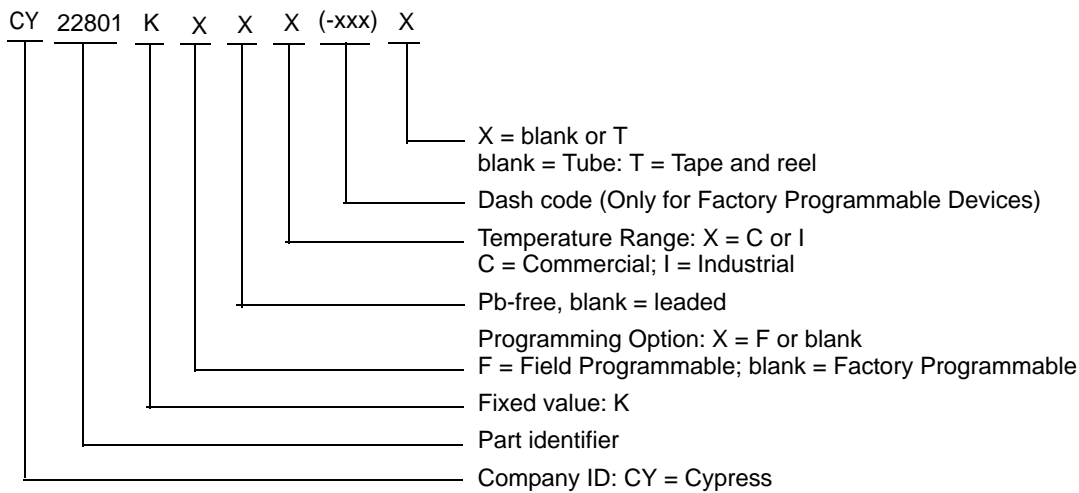 CY 22801 K X X X (-xxx) X
X = blank or T
blank = Tube: T = Tape and reel
Dash code (Only for Factory Programmable Devices)
Temperature Range: X = C or I
C = Commercial; I = Industrial
Pb-free, blank = leaded
Programming Option: X = F or blank
F = Field Programmable; blank = Factory Programmable
Fixed value: K
Part identifier
Company ID: CY = Cypress